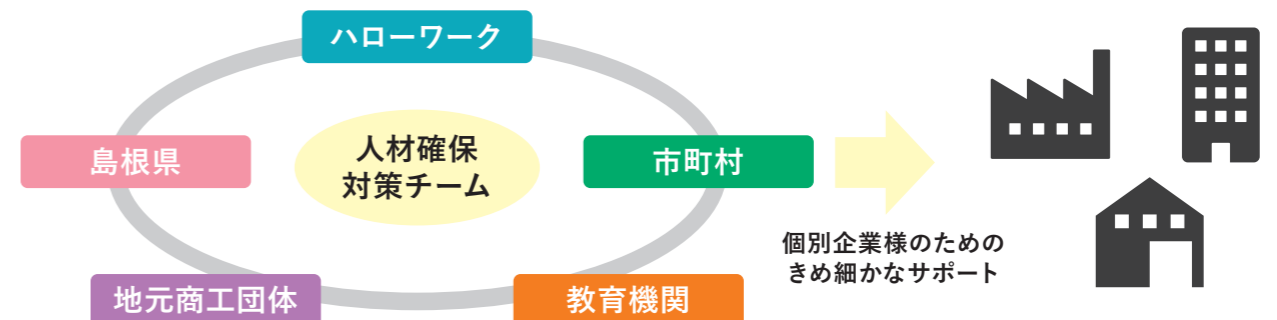 ハローワーク
島根県
人材確保
対策チーム
市町村
個別企業様のための
きめ細かなサポート
地元商工団体
教育機関